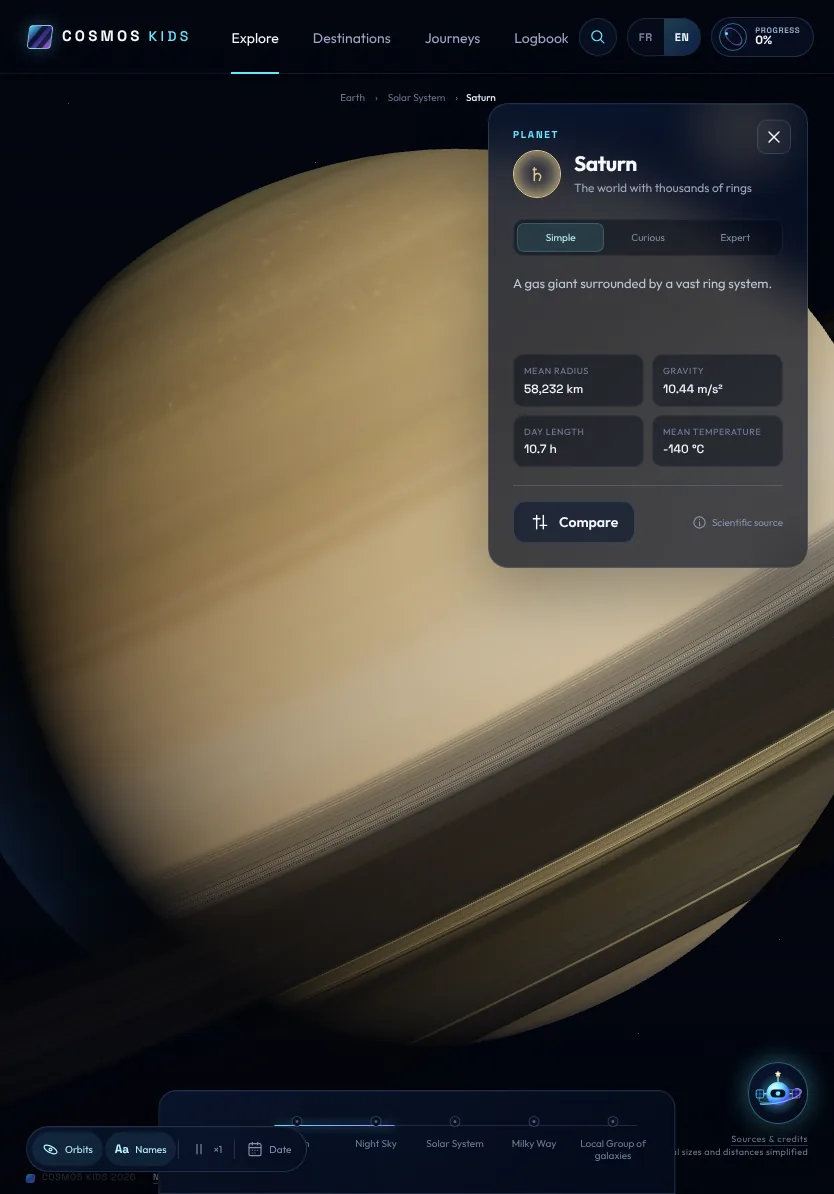 COSMOS KIDS
Explore
Destinations
Journeys
Logbook
FR
EN
PROGRESS
0%
Earth › Solar System › Saturn
PLANET
♄
Saturn
The world with thousands of rings
Simple
Curious
Expert
A gas giant surrounded by a vast ring system.
MEAN RADIUS
58,232 km
GRAVITY
10.44 m/s²
DAY LENGTH
10.7 h
MEAN TEMPERATURE
-140 °C
Compare
Scientific source
Night Sky
Solar System
Milky Way
Local Group of
galaxies
Orbits
Aa Names
×1
Date
Sources & credits
sizes and distances simplified
COSMOS KIDS 2026